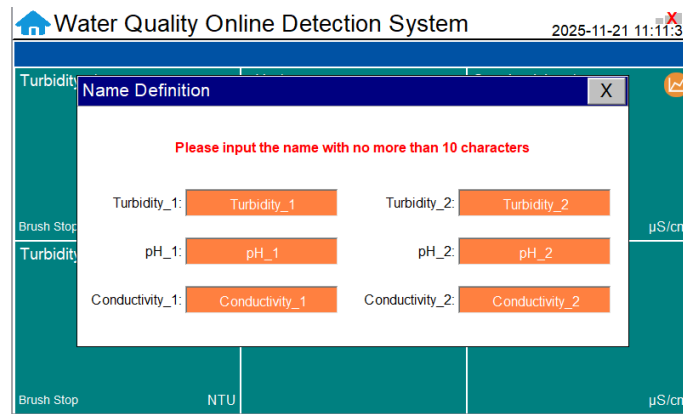 Water Quality Online Detection System
2025-11-21 11:11:3
X
Turbidity
Name Definition
X
Please input the name with no more than 10 characters
Turbidity_1: Turbidity_1 Turbidity_2: Turbidity_2
Brush Stop
µS/cm
pH_1: pH_1 pH_2: pH_2
Turbidity
Conductivity_1: Conductivity_1 Conductivity_2: Conductivity_2
Brush Stop NTU µS/cm